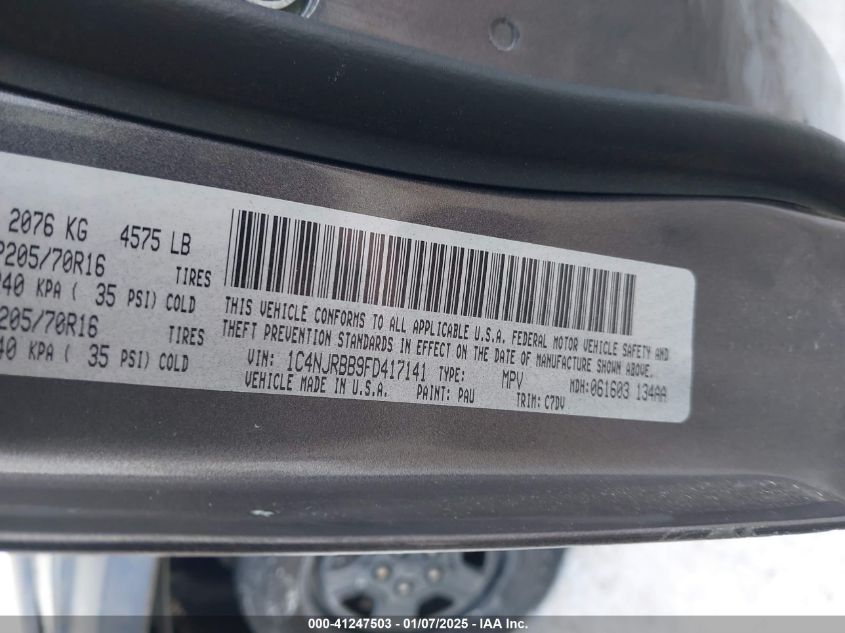 2076 KG 4575 LB
P205/70R16 TIRES
240 KPA ( 35 PSI) COLD
205/70R16 TIRES
40 KPA ( 35 PSI) COLD
THIS VEHICLE CONFORMS TO ALL APPLICABLE U.S.A. FEDERAL MOTOR VEHICLE SAFETY AND
THEFT PREVENTION STANDARDS IN EFFECT ON THE DATE OF MANUFACTURE SHOWN ABOVE.
VIN: 1C4NJRBB9FD417141 TYPE: MPV MDH:061603 134AA
VEHICLE MADE IN U.S.A. PAINT: PAU TRIM: C7DV
000-41247503 - 01/07/2025 - IAA Inc.